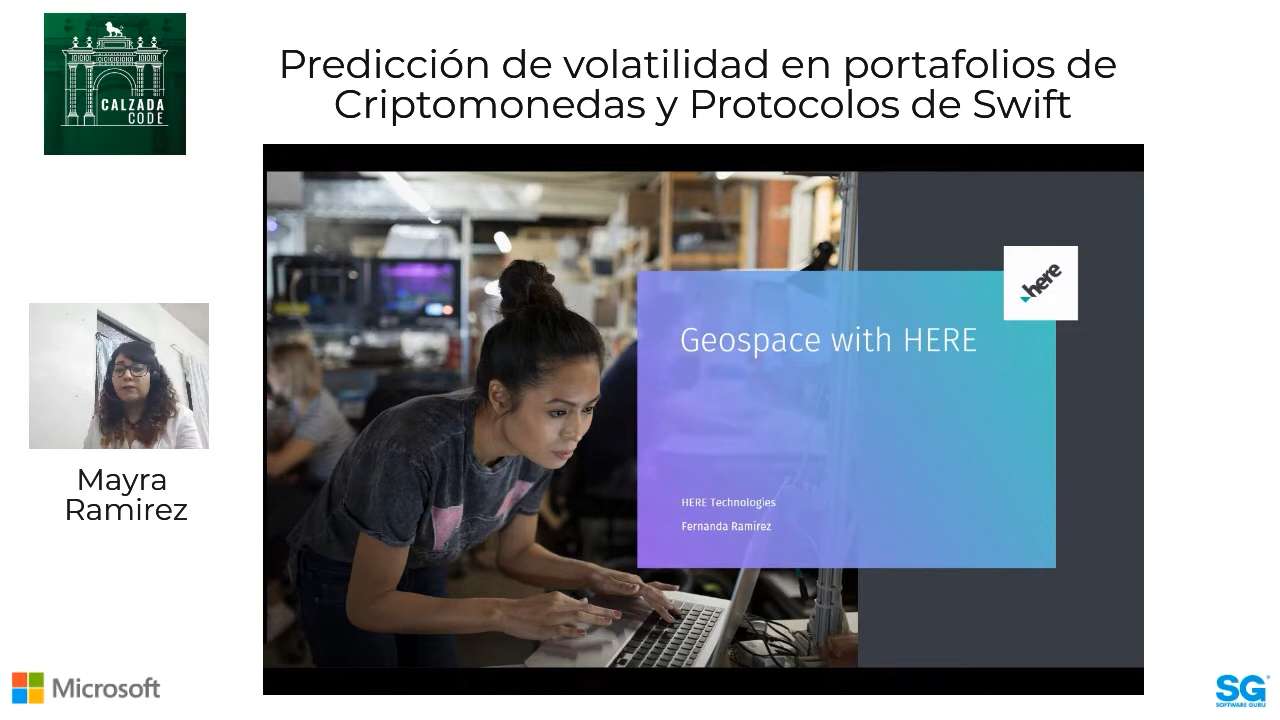 CALZADA
CODE
Predicción de volatilidad en portafolios de
Criptomonedas y Protocolos de Swift
here
Geospace with HERE
HERE Technologies
Fernanda Ramírez
Mayra
Ramirez
Microsoft
SG
SOFTWARE GURU